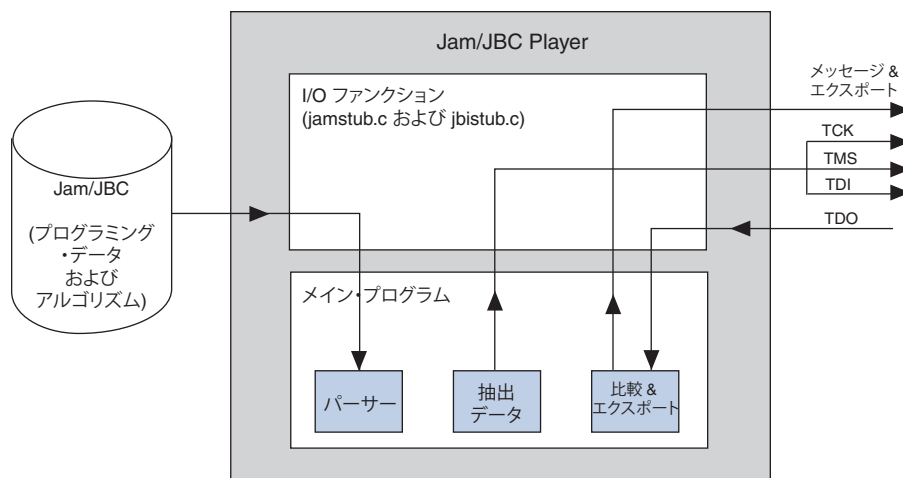 Jam/JBC Player
I/O ファンクション
(jamstub.c および jbistub.c)
メッセージ &
エクスポート
TCK
TMS
TDI
TDO
Jam/JBC
(プログラミング
・データ
および
アルゴリズム)
メイン・プログラム
パーサー
抽出
データ
比較 &
エクスポート